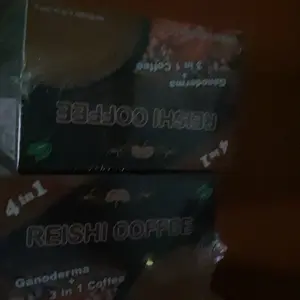 Ganoderma
+
3 in 1 Coffee
REISHI COFFEE
4 in 1
4 in 1
REISHI COFFEE
Ganoderma
+
3 in 1 Coffee